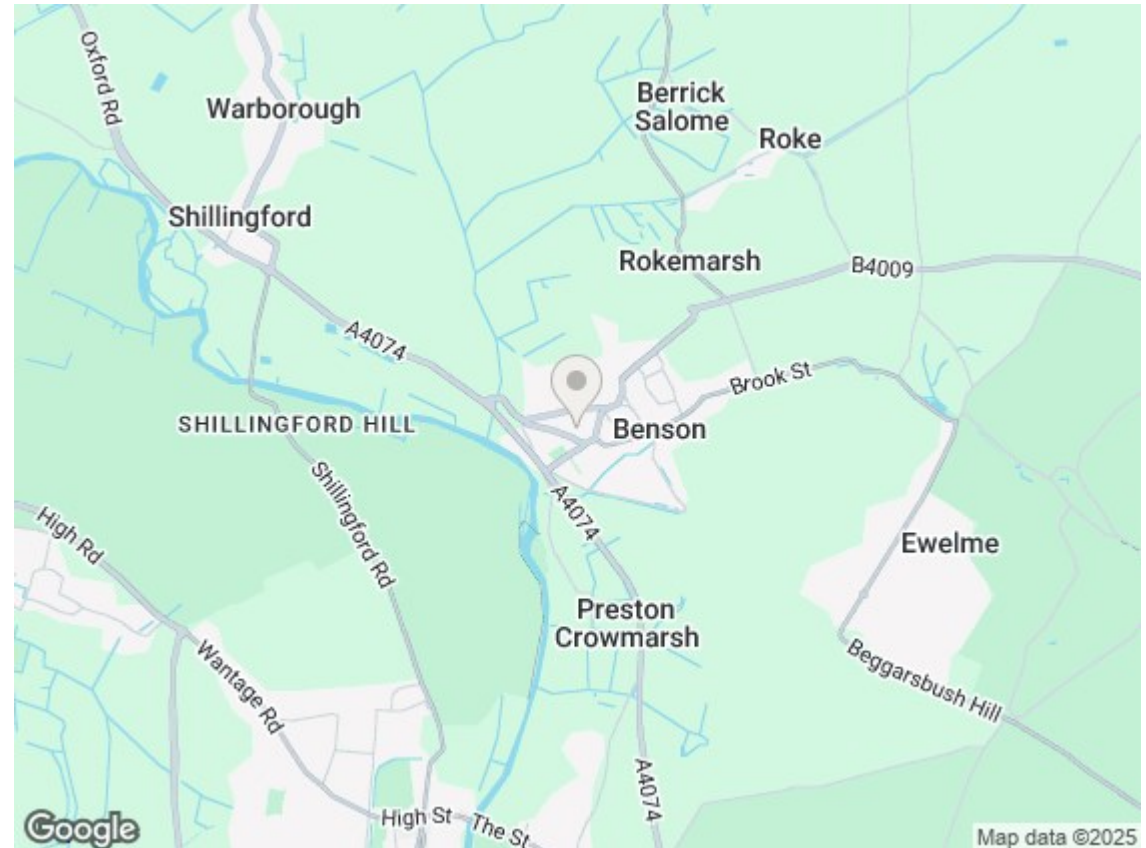 Oxford Rd
Warborough
Berrick
Salome
Roke
Shillingford
Rokemarsh
B4009
A4074
Brook St
SHILLINGFORD HILL
Benson
Shillingford Rd
A4074
High Rd
Ewelme
Preston
Crowmarsh
Wantage Rd
Beggarsbush Hill
A4074
High St
The St
Google
Map data ©2025